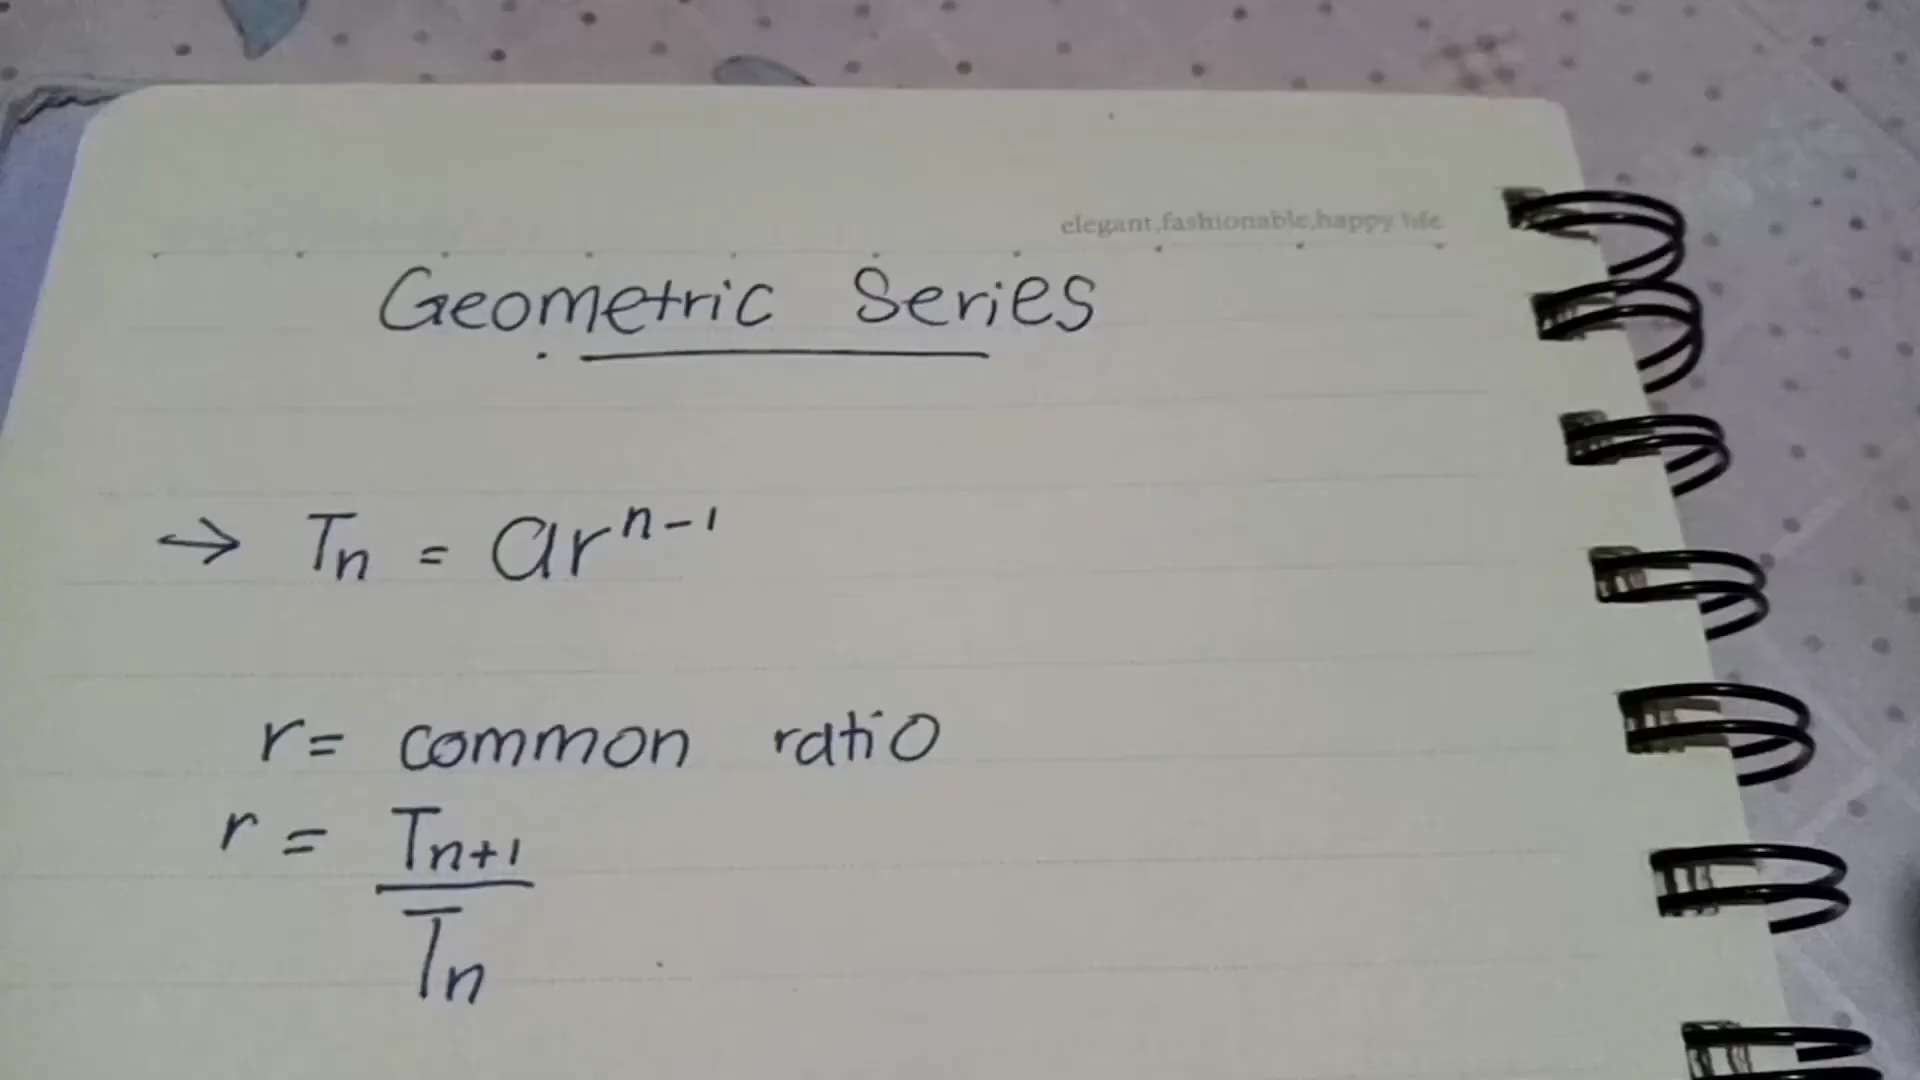 elegant,fashionable,happy life
Geometric Series
→ Tn = ar^n-1
r = common ratio
r = Tn+1
Tn